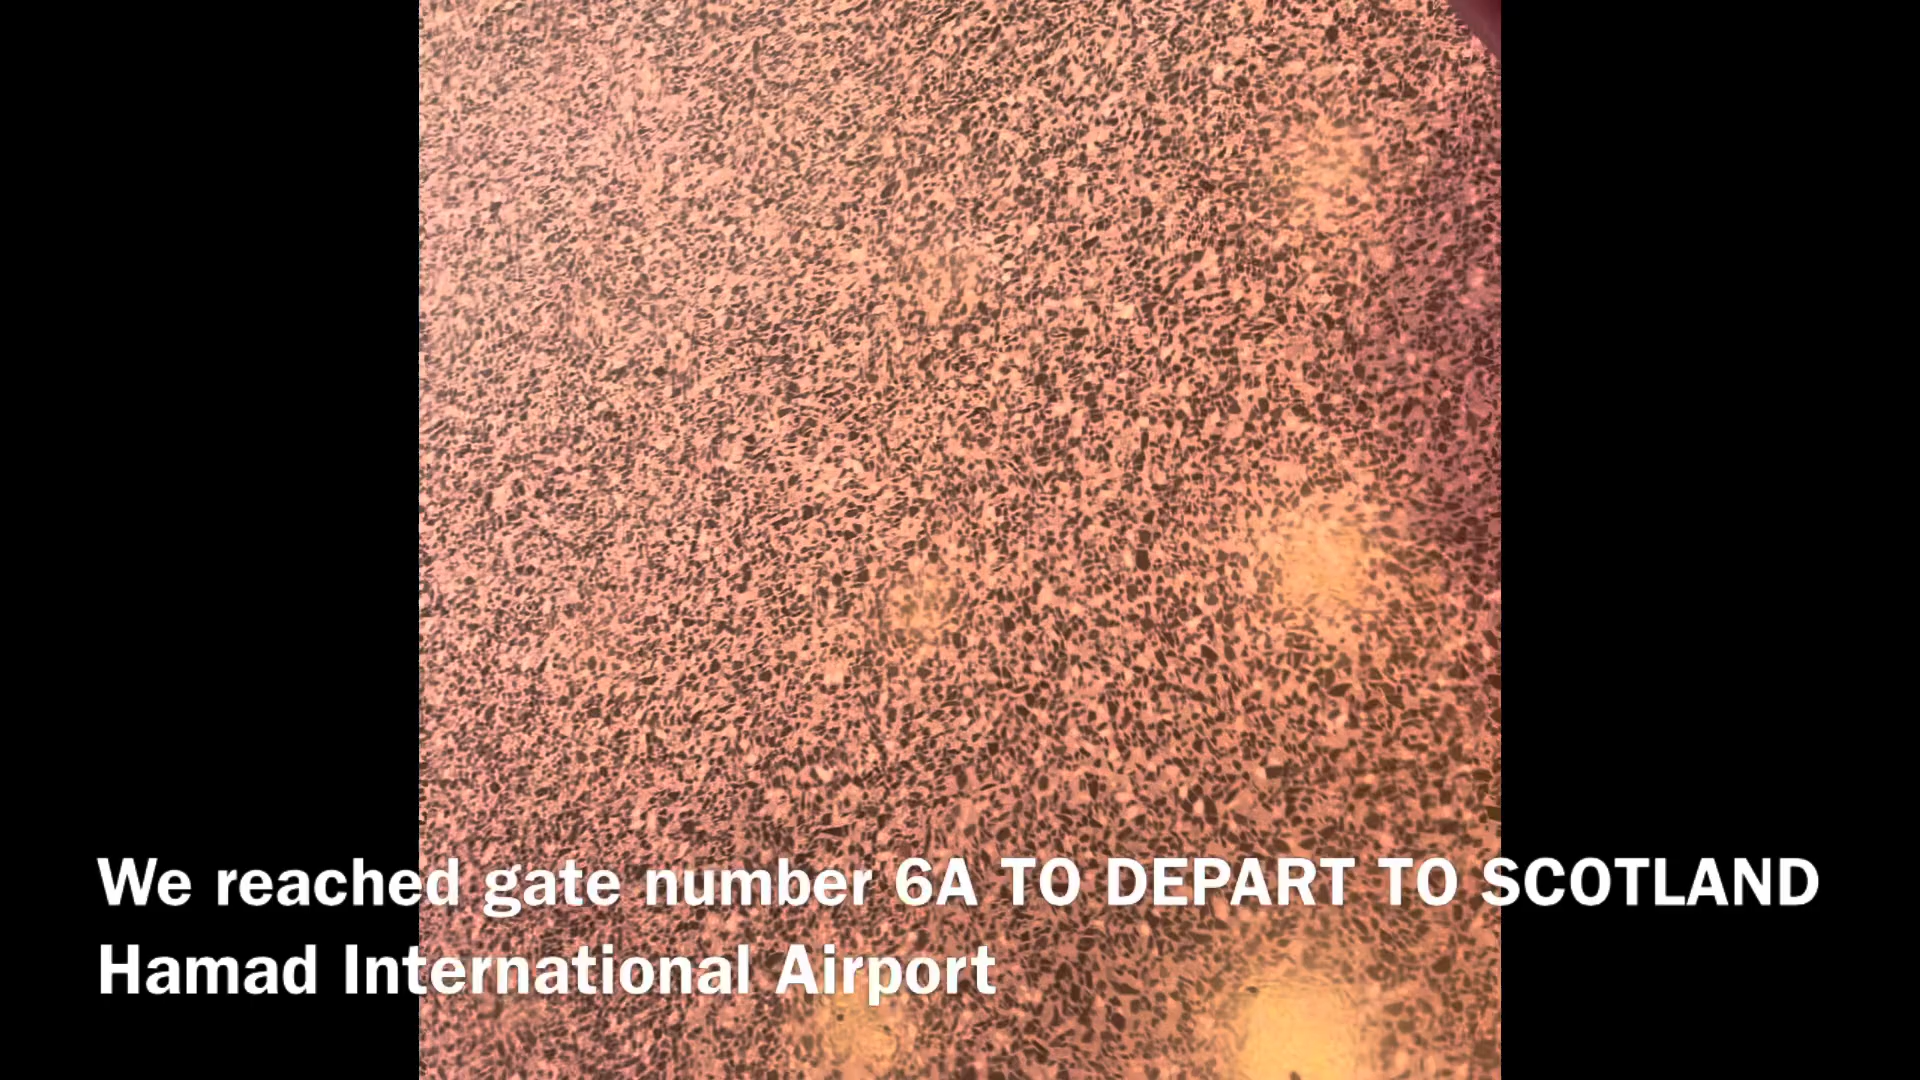 We reached gate number 6A TO DEPART TO SCOTLAND
Hamad International Airport